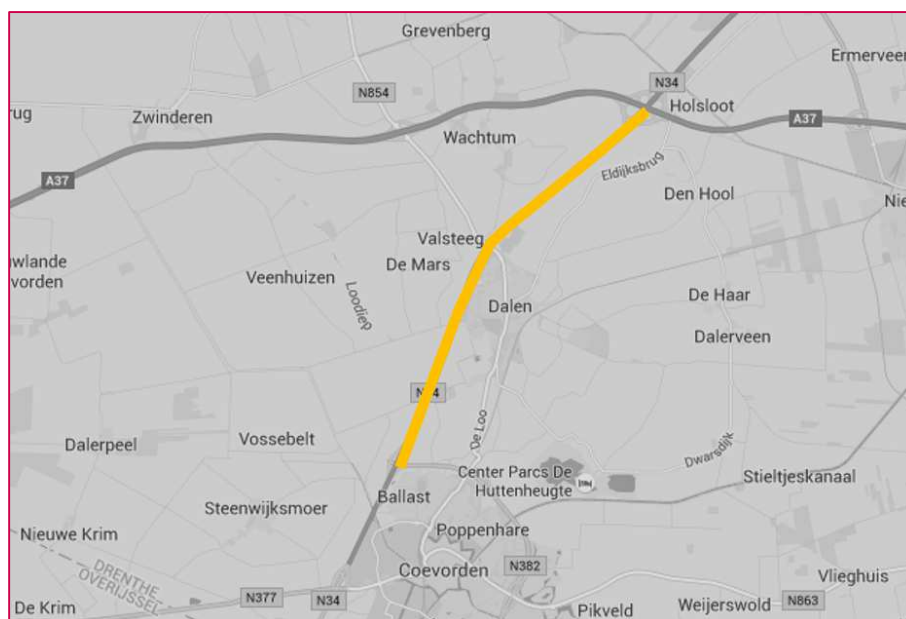 Grevenberg
Ermerveen
N34
N854
Holsloot
rug
Zwinderen
A37
Wachtum
Eldijksbrug
A37
Den Hool
Nie
Valsteeg
uwlande
vorden
De Mars
Veenhuizen
Loodiep
Dalen
De Haar
Dalerveen
N34
De Loo
Dalerpeel
Vossebelt
Dwarsdijk
Center Parcs De
Huttenheugte
Stieltjeskanaal
Ballast
Steenwijksmoer
Nieuwe Krim
Poppenhare
DRENTHE
OVERIJSSEL
Coevorden
N382
Vlieghuis
N377
N34
De Krim
Pikveld
Weijerswold
N863